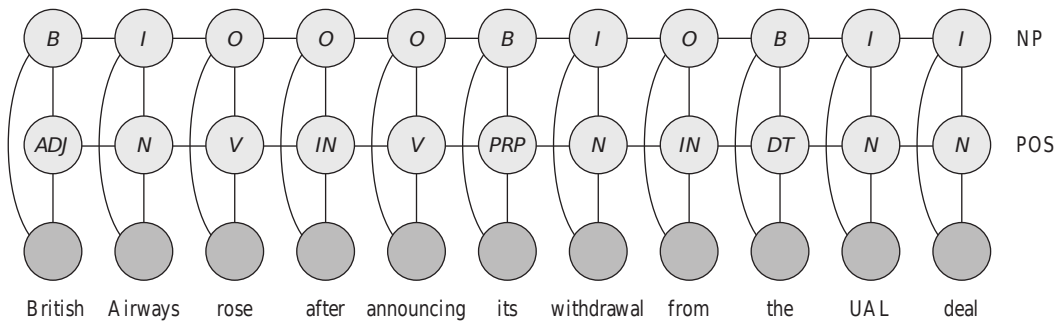 B I O O O B I O B I I NP
ADJ N V IN V PRP N IN DT N N POS
British Airways rose after announcing its withdrawal from the UAL deal